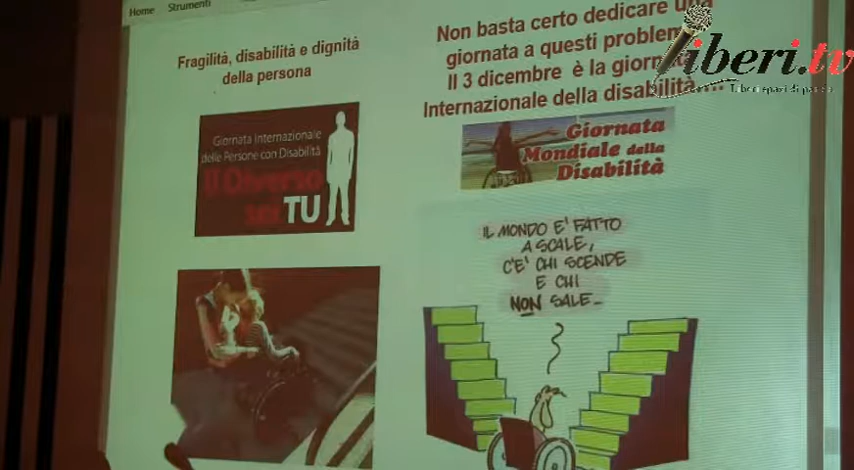 Home Strumenti
Fragilità, disabilità e dignità
della persona
Giornata Internazionale
delle Persone con Disabilità
il Diverso
sei TU
Non basta certo dedicare una
giornata a questi problem
Il 3 dicembre è la giornata
Internazionale della disabilità....
Giornata
Mondiale della
Disabilità
IL MONDO E' FATTO
A SCALE,
C'E' CHI SCENDE
E CHI
NON SALE...
liberi.tv